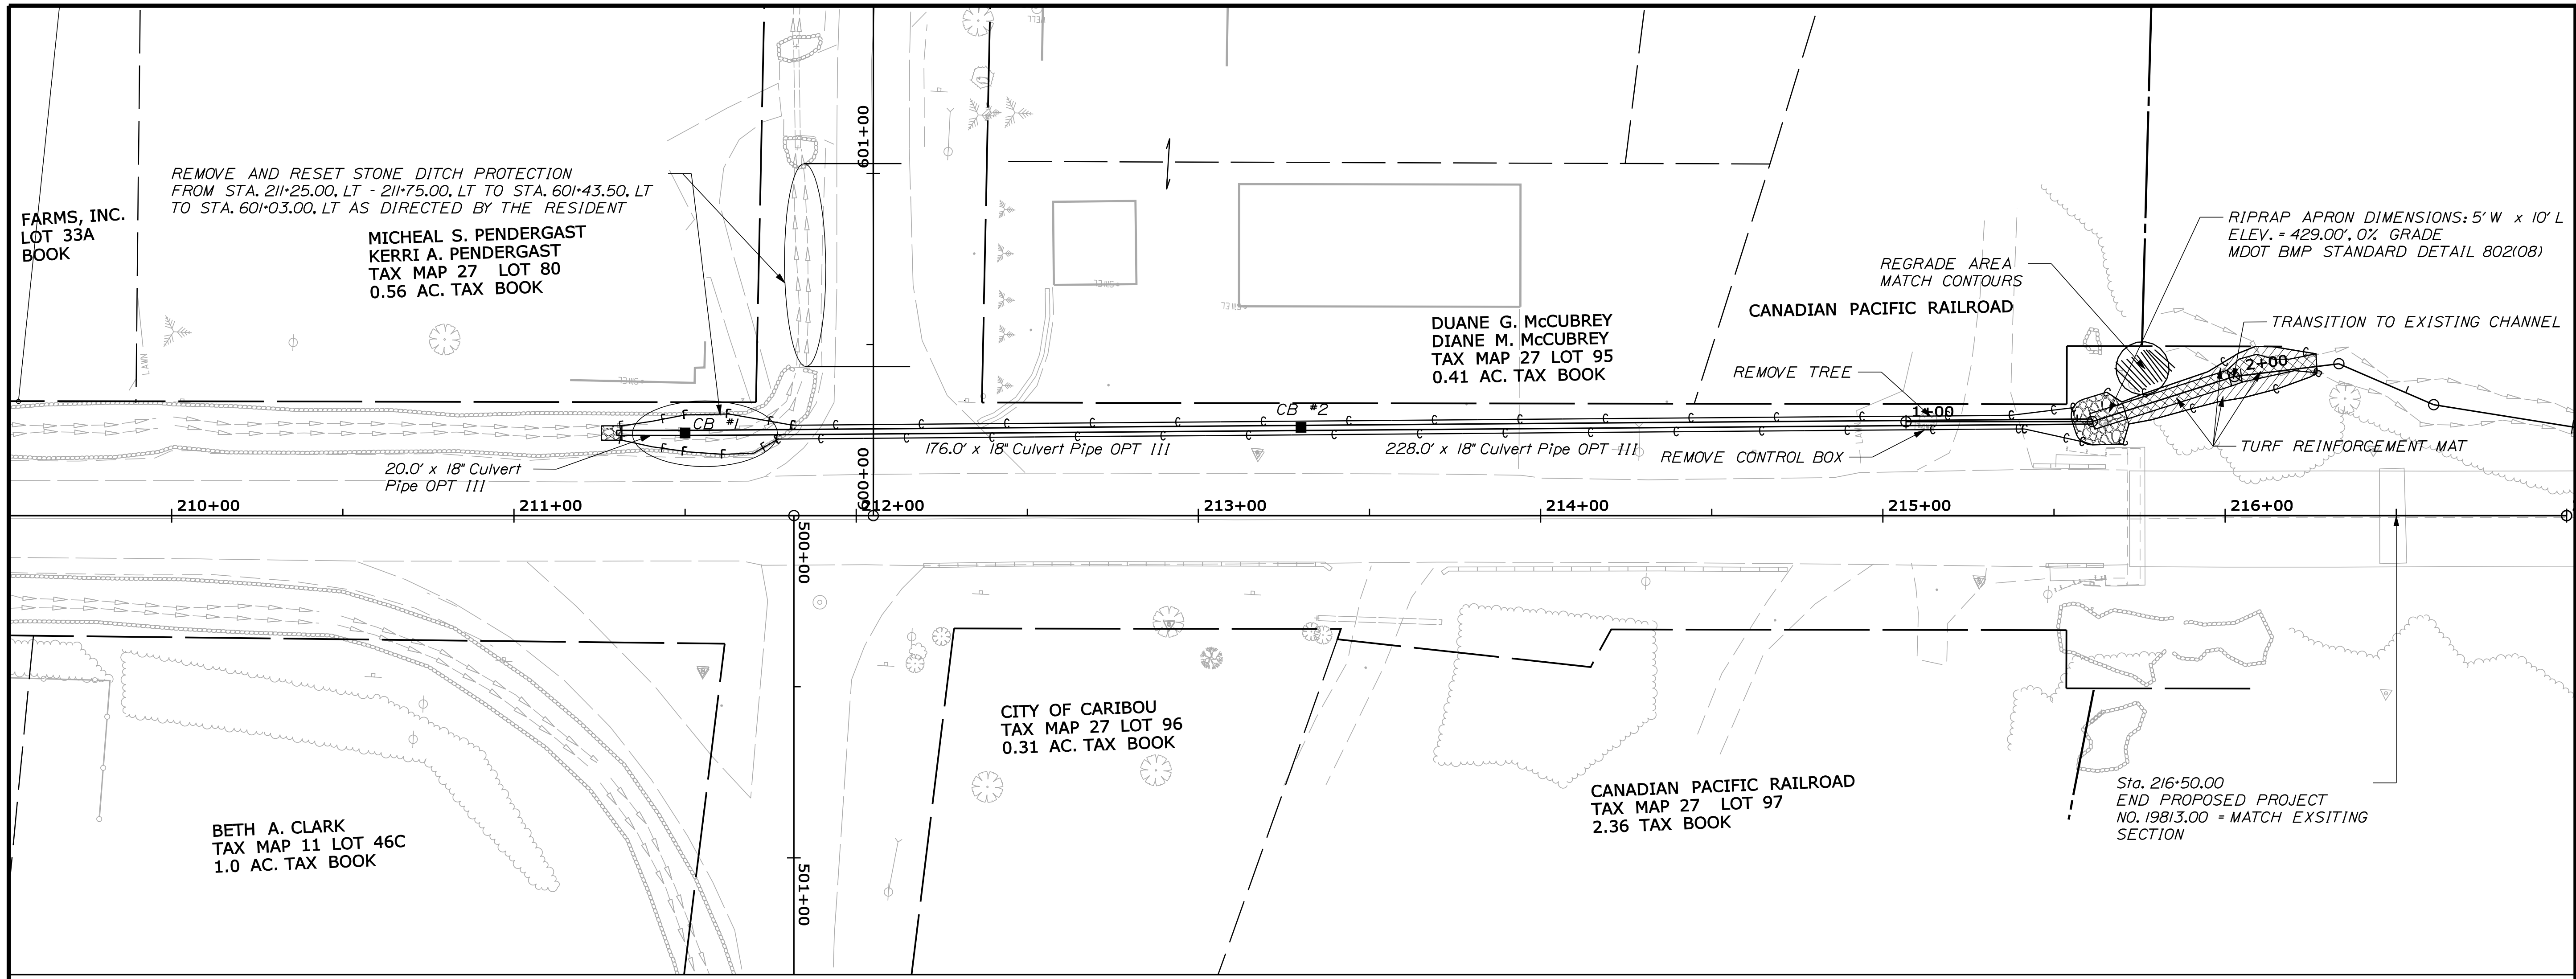 REMOVE AND RESET STONE DITCH PROTECTION
FROM STA. 211+25.00, LT - 211+75.00, LT TO STA. 601+43.50, LT
TO STA. 601+03.00, LT AS DIRECTED BY THE RESIDENT
FARMS, INC.
LOT 33A
BOOK
MICHEAL S. PENDERGAST
KERRI A. PENDERGAST
TAX MAP 27 LOT 80
0.56 AC. TAX BOOK
601+00
WELL
LAWN
SHEL
SHEL
SHEL
DUANE G. McCUBREY
DIANE M. McCUBREY
TAX MAP 27 LOT 95
0.41 AC. TAX BOOK
CANADIAN PACIFIC RAILROAD
REGRADE AREA
MATCH CONTOURS
RIPRAP APRON DIMENSIONS: 5' W x 10' L
ELEV. = 429.00', 0% GRADE
MDOT BMP STANDARD DETAIL 802(08)
TRANSITION TO EXISTING CHANNEL
2+00
REMOVE TREE
1+00
CB #1
CB #2
20.0' x 18" Culvert
Pipe OPT III
176.0' x 18" Culvert Pipe OPT III
228.0' x 18" Culvert Pipe OPT III
LAWN
REMOVE CONTROL BOX
TURF REINFORCEMENT MAT
600+00
210+00
211+00
212+00
213+00
214+00
215+00
216+00
500+00
501+00
CITY OF CARIBOU
TAX MAP 27 LOT 96
0.31 AC. TAX BOOK
CANADIAN PACIFIC RAILROAD
TAX MAP 27 LOT 97
2.36 TAX BOOK
BETH A. CLARK
TAX MAP 11 LOT 46C
1.0 AC. TAX BOOK
Sta. 216+50.00
END PROPOSED PROJECT
NO. 19813.00 = MATCH EXSITING
SECTION